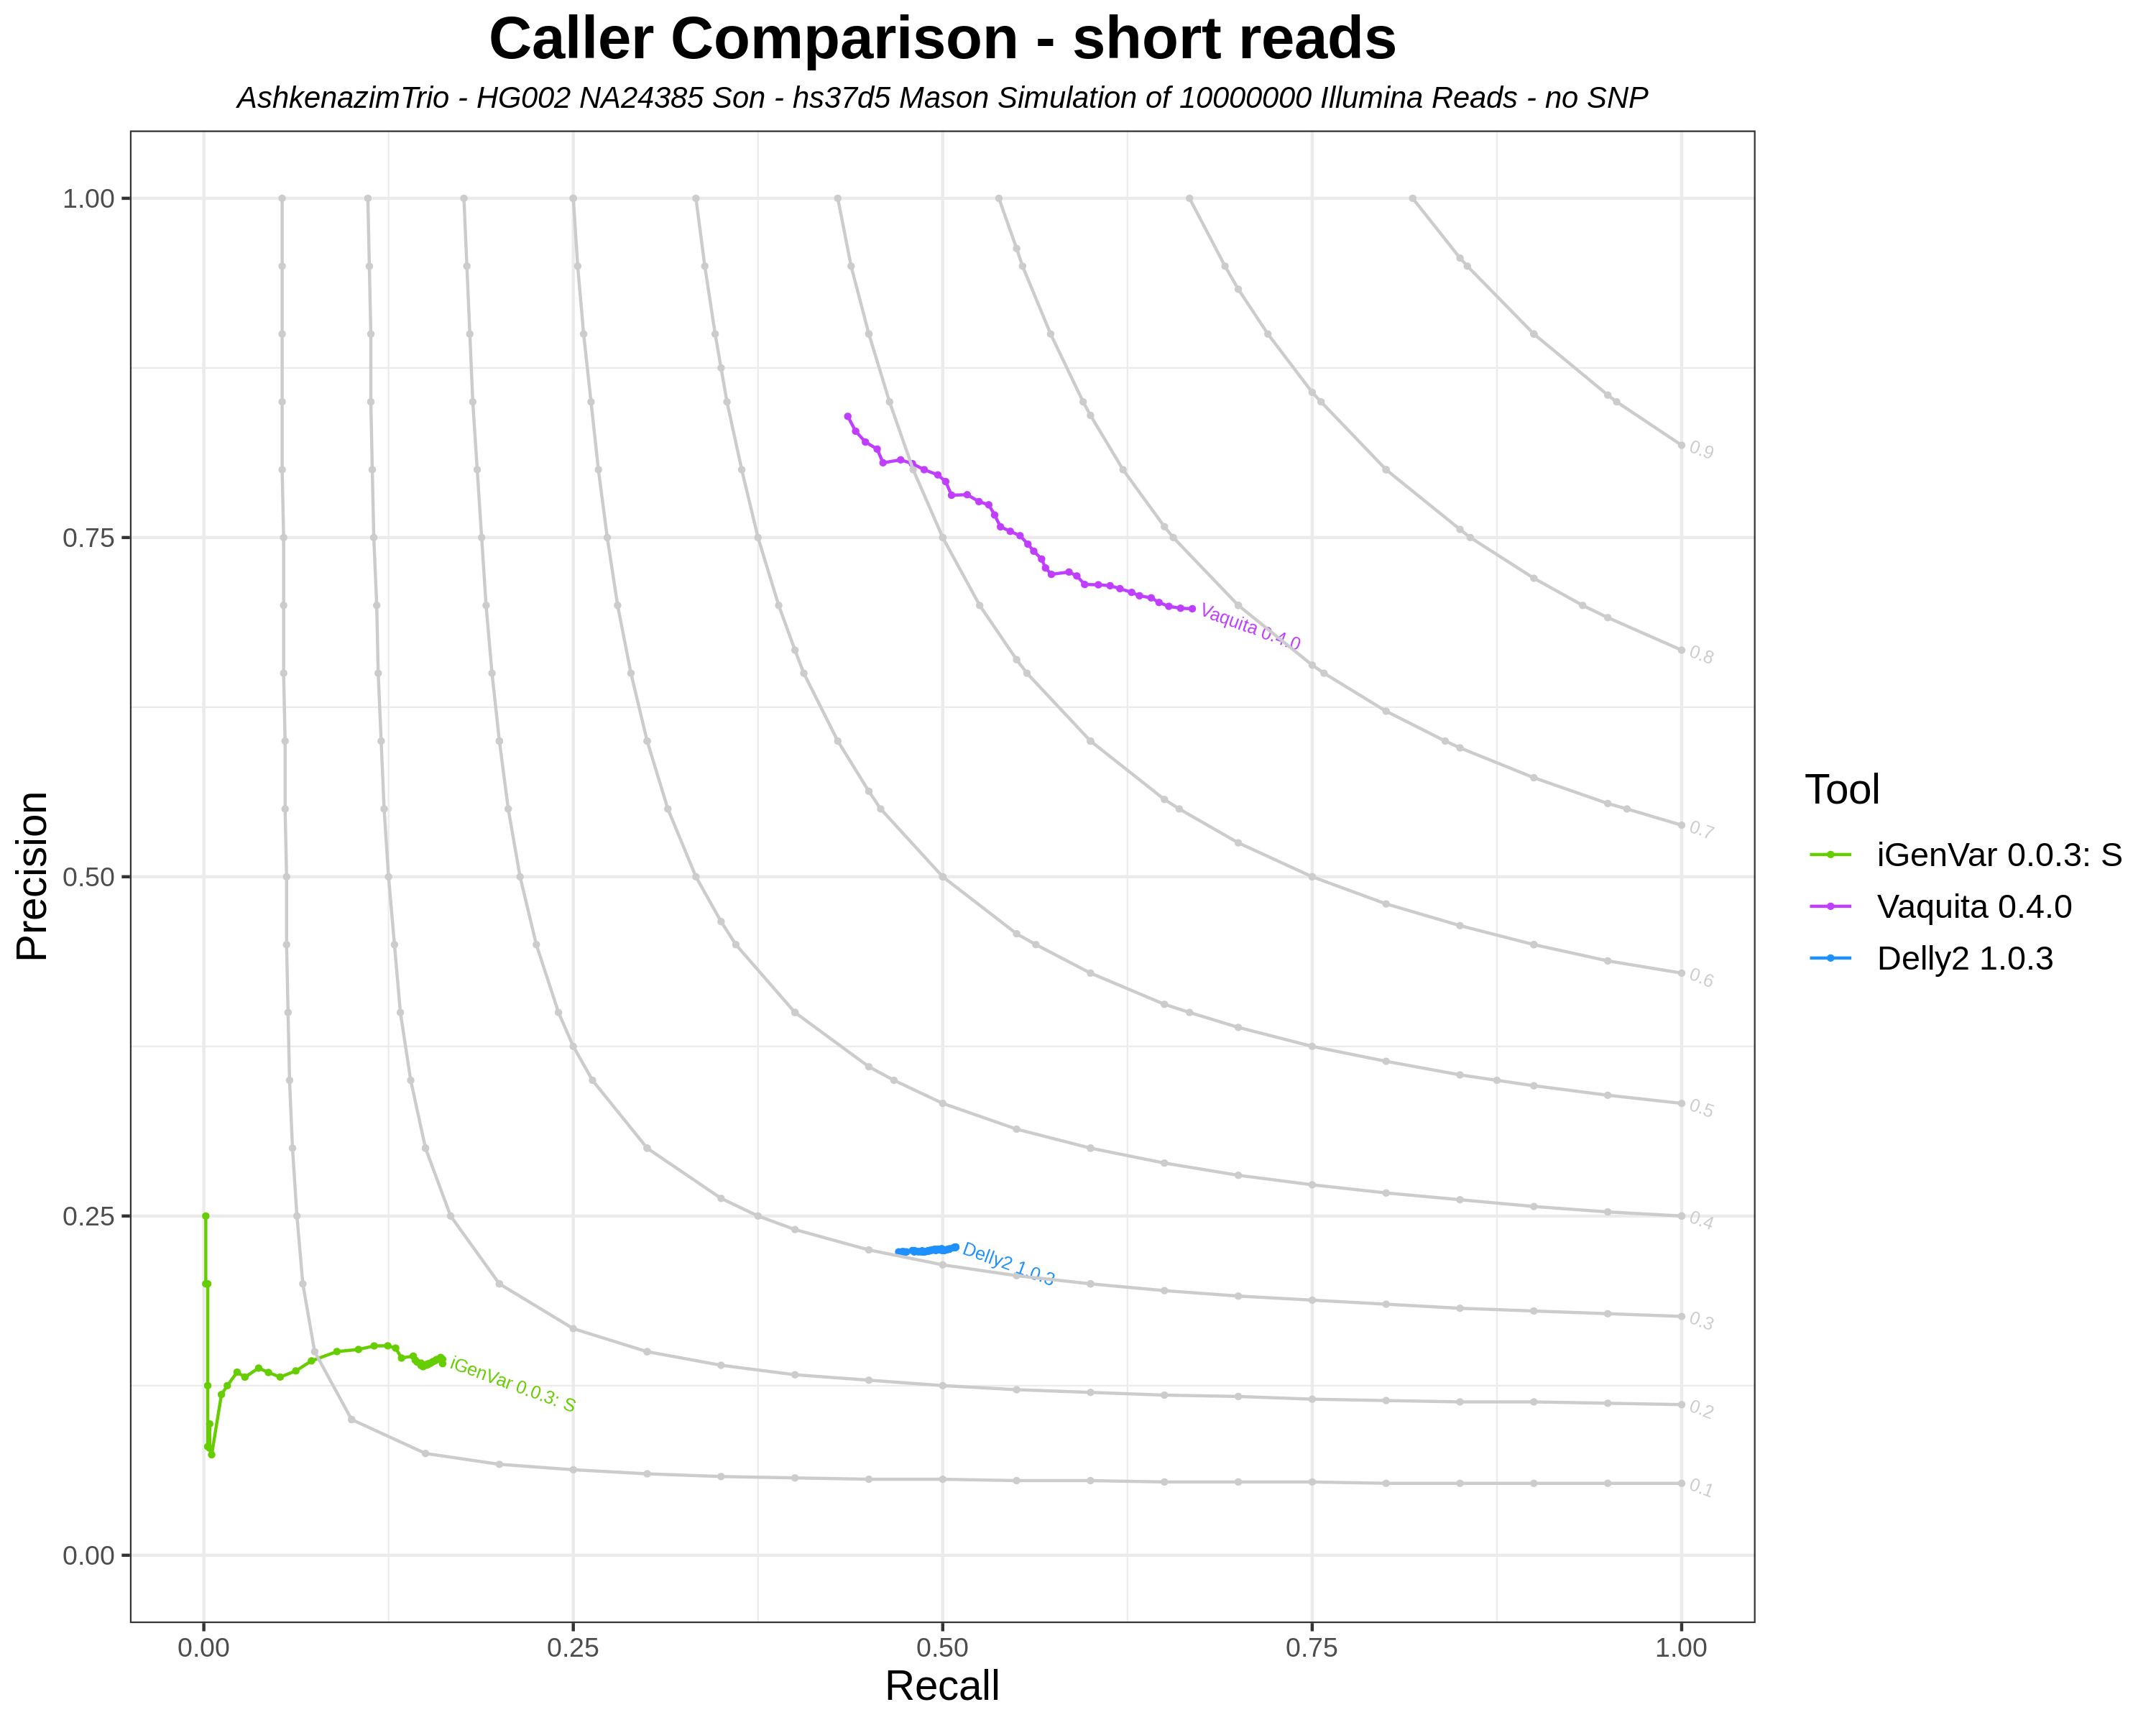 Caller Comparison - short reads
AshkenazimTrio - HG002 NA24385 Son - hs37d5 Mason Simulation of 10000000 Illumina Reads - no SNP
Precision
1.00
0.75
0.50
0.25
0.00
0.9
0.8
0.7
0.6
0.5
0.4
0.3
0.2
0.1
Vaquita 0.4.0
Delly2 1.0.3
iGenVar 0.0.3: S
0.00
0.25
0.50
0.75
1.00
Recall
Tool
iGenVar 0.0.3: S
Vaquita 0.4.0
Delly2 1.0.3